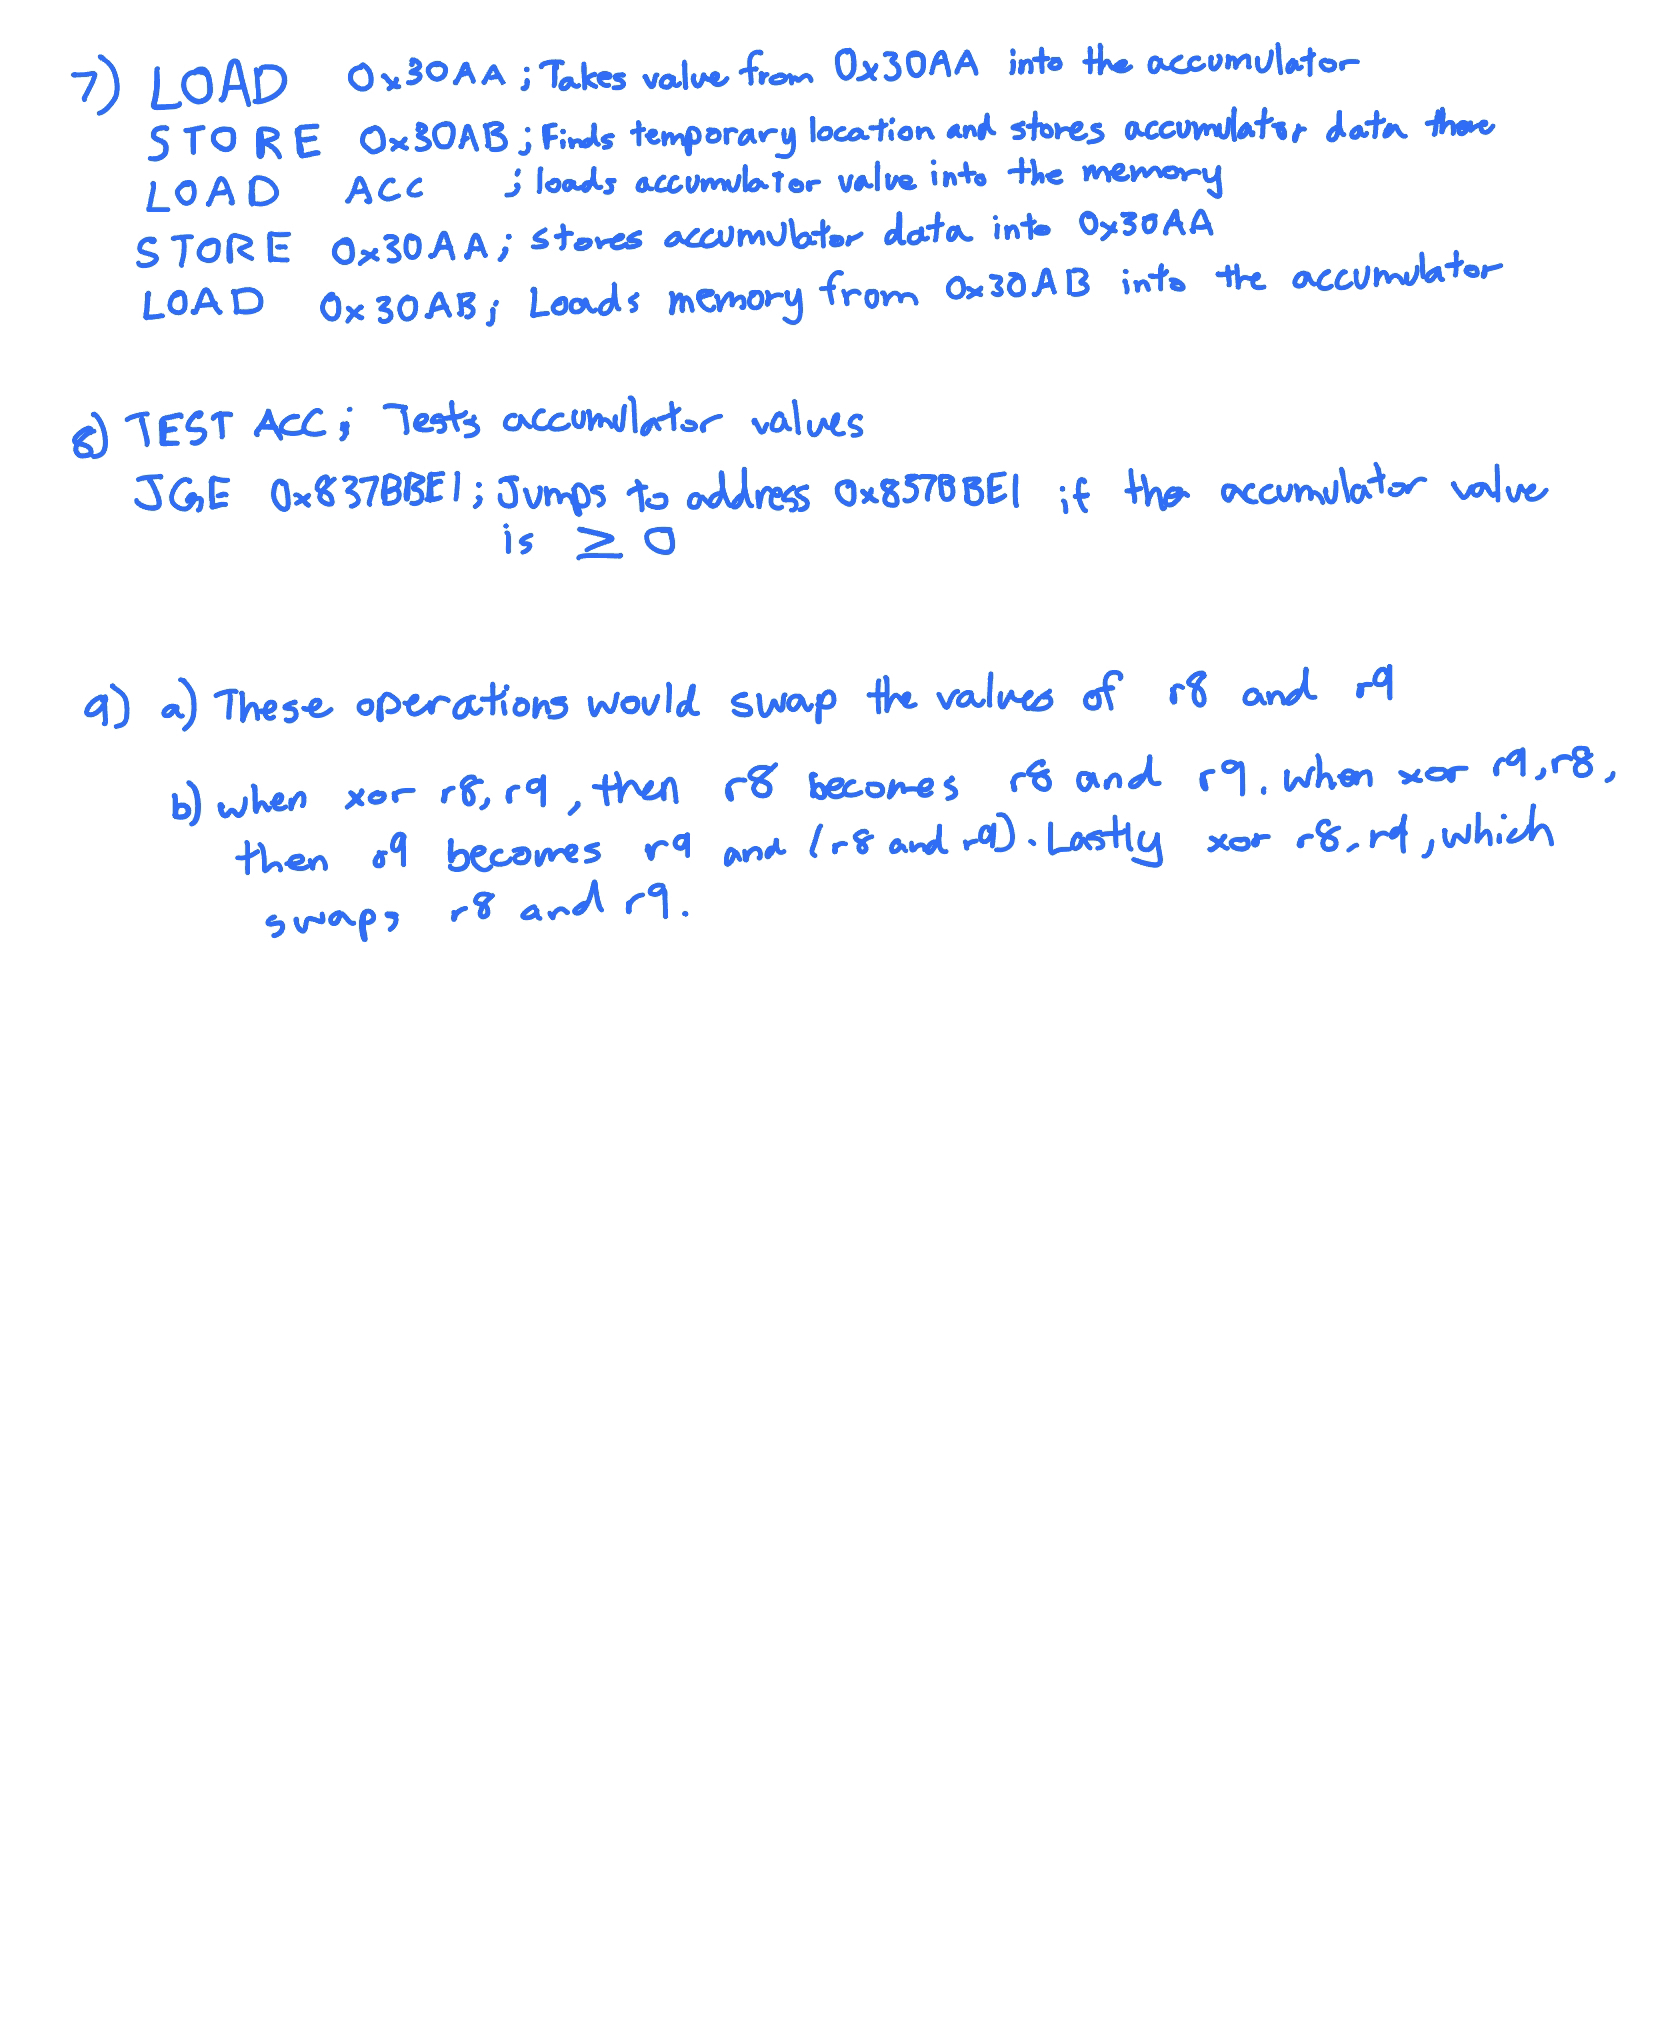 7) LOAD 0x30AA ; Takes value from 0x30AA into the accumulator
STORE 0x30AB ; Finds temporary location and stores accumulator data there
LOAD ACC ; loads accumulator value into the memory
STORE 0x30AA ; stores accumulator data into 0x30AA
LOAD 0x30AB ; Loads memory from 0x30AB into the accumulator
8) TEST ACC ; Tests accumulator values
JGE 0x837BBE1 ; Jumps to address 0x837BBE1 if the accumulator value
is ≥ 0
9) a) These operations would swap the values of r8 and r9
b) when xor r8, r9 , then r8 becomes r8 and r9. when xor r9, r8,
then r9 becomes r9 and (r8 and r9). Lastly xor r8, r9 , which
swaps r8 and r9.